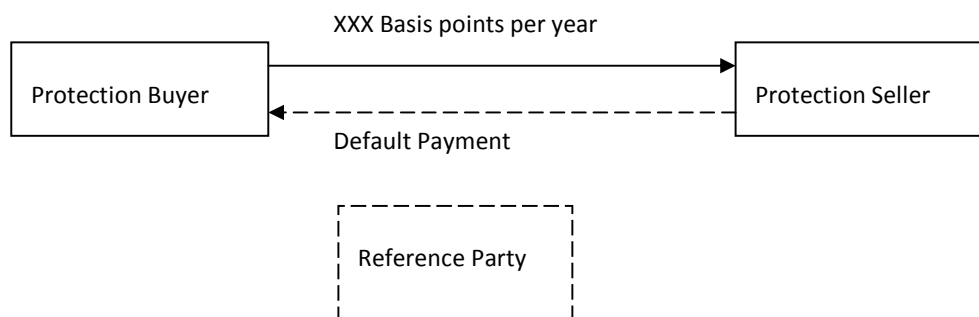 XXX Basis points per year
Protection Buyer
Protection Seller
Default Payment
Reference Party